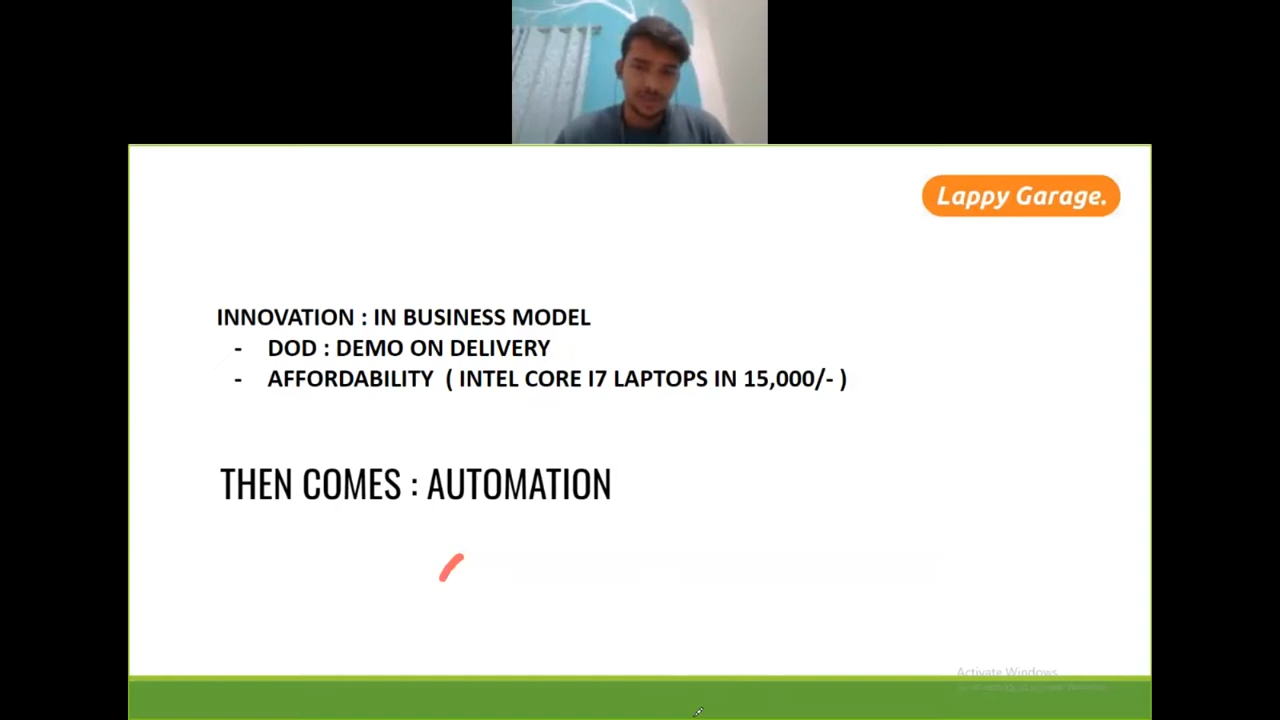 Lappy Garage.
INNOVATION : IN BUSINESS MODEL
- DOD : DEMO ON DELIVERY
- AFFORDABILITY ( INTEL CORE I7 LAPTOPS IN 15,000/- )
THEN COMES : AUTOMATION
Activate Windows